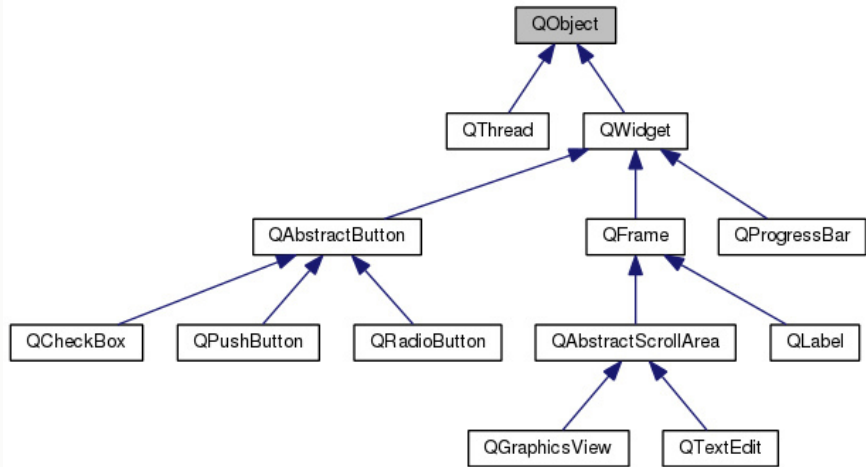 QObject
QThread
QWidget
QAbstractButton
QFrame
QProgressBar
QCheckBox
QPushButton
QRadioButton
QAbstractScrollArea
QLabel
QGraphicsView
QTextEdit